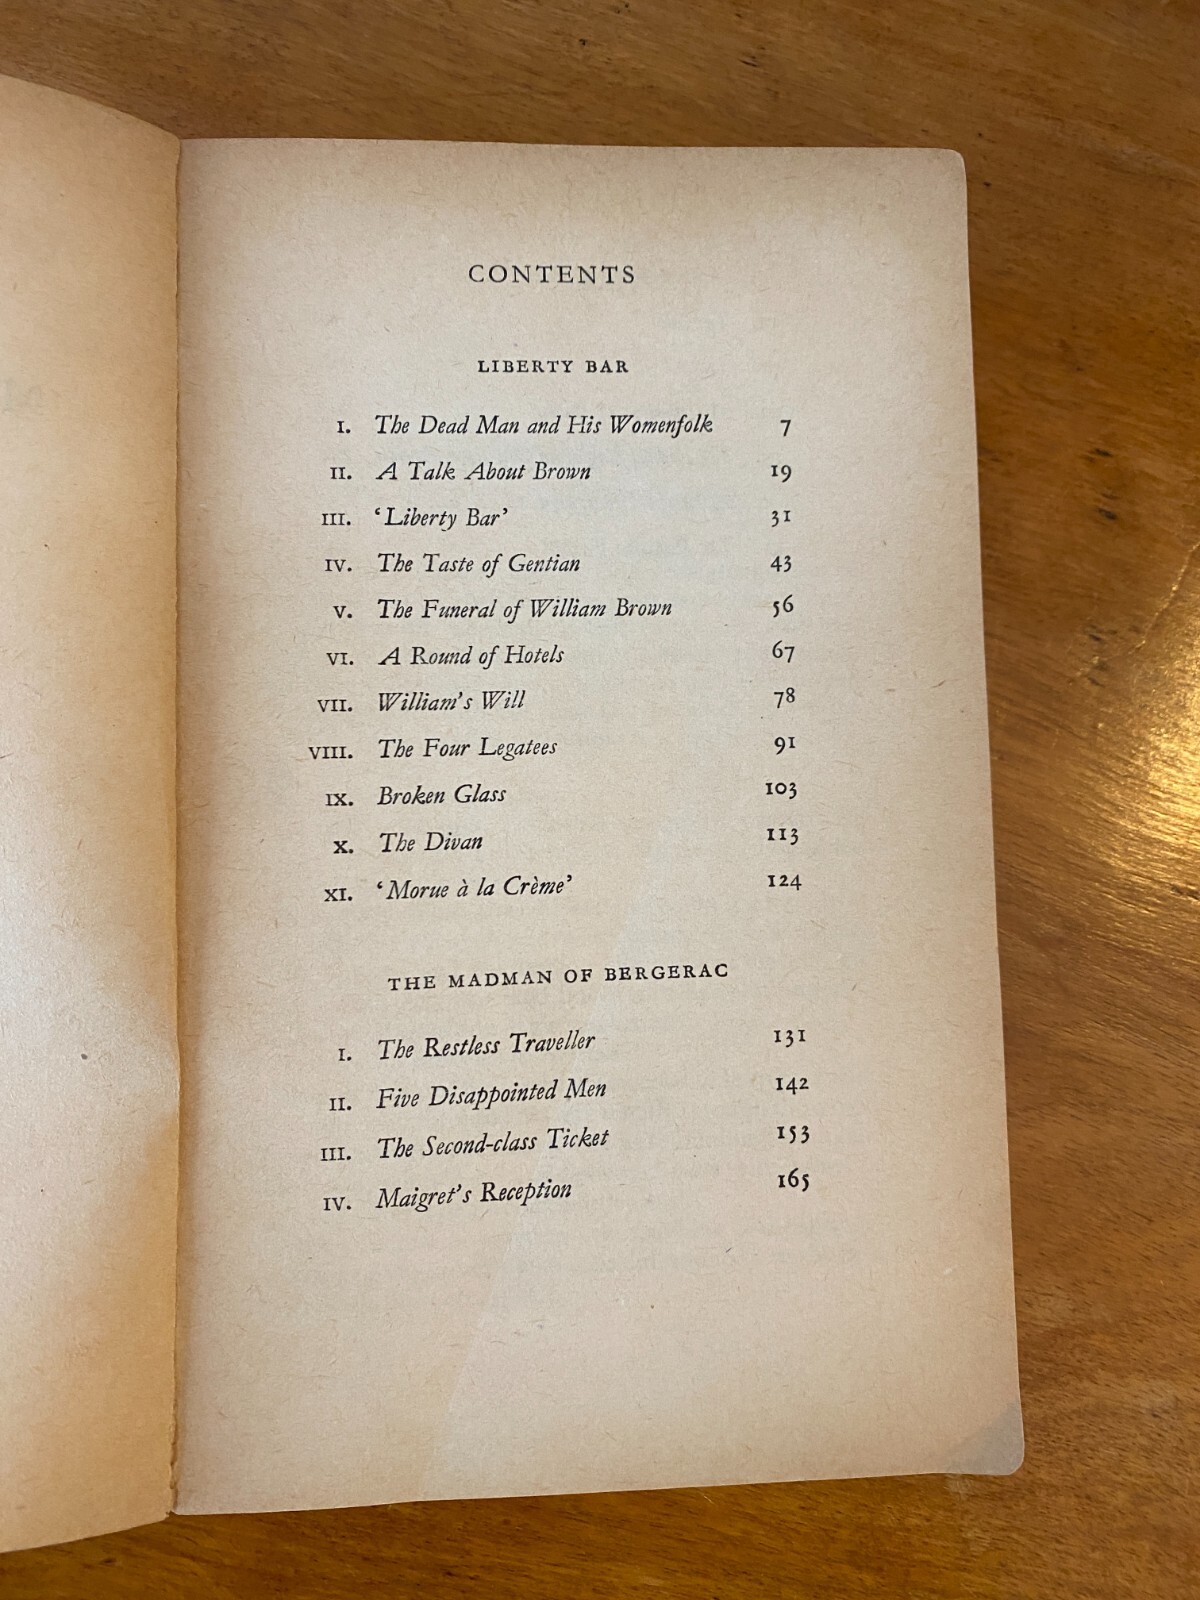 CONTENTS
LIBERTY BAR
I. The Dead Man and His Womenfolk 7
II. A Talk About Brown 19
III. ‘Liberty Bar’ 31
IV. The Taste of Gentian 43
V. The Funeral of William Brown 56
VI. A Round of Hotels 67
VII. William’s Will 78
VIII. The Four Legatees 91
IX. Broken Glass 103
X. The Divan 113
XI. ‘Morue à la Crème’ 124
THE MADMAN OF BERGERAC
I. The Restless Traveller 131
II. Five Disappointed Men 142
III. The Second-class Ticket 153
IV. Maigret’s Reception 165